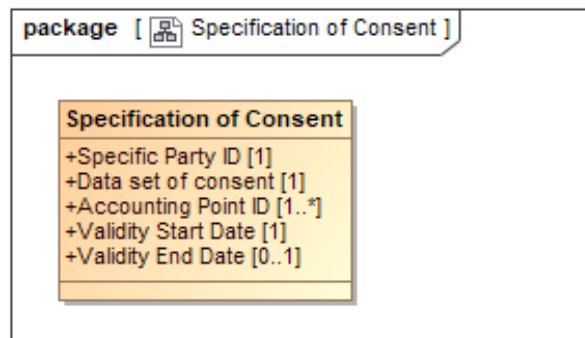 package [ Specification of Consent ]
Specification of Consent
+Specific Party ID [1]
+Data set of consent [1]
+Accounting Point ID [1..*]
+Validity Start Date [1]
+Validity End Date [0..1]